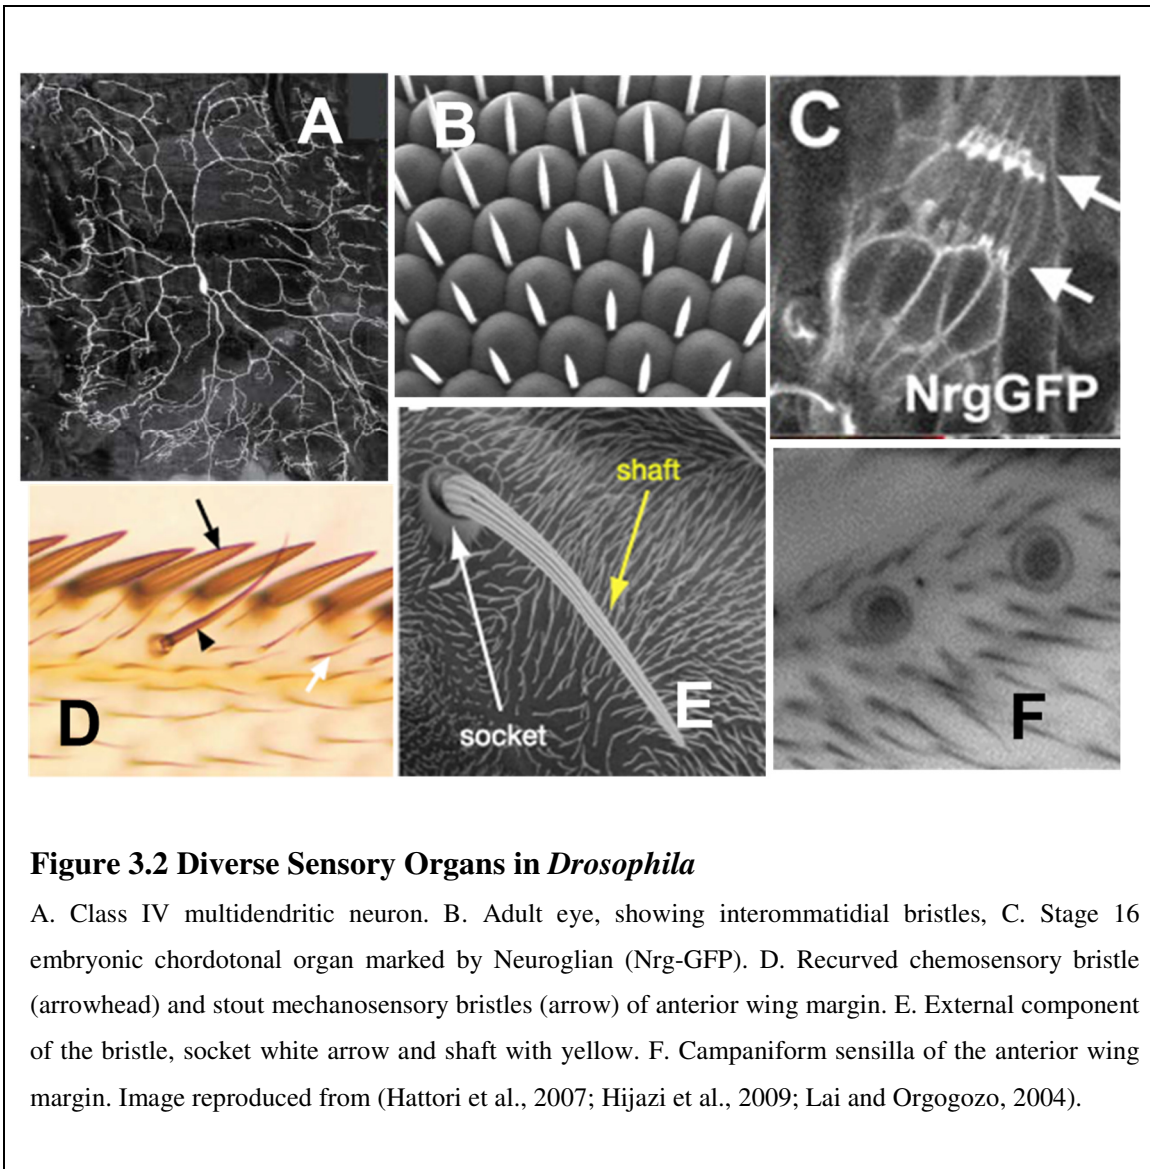 A
B
C
NrgGFP
D
shaft
socket
E
F
Figure 3.2 Diverse Sensory Organs in Drosophila
A. Class IV multidendritic neuron. B. Adult eye, showing interommatidial bristles, C. Stage 16
embryonic chordotonal organ marked by Neuroglian (Nrg-GFP). D. Recurved chemosensory bristle
(arrowhead) and stout mechanosensory bristles (arrow) of anterior wing margin. E. External component
of the bristle, socket white arrow and shaft with yellow. F. Campaniform sensilla of the anterior wing
margin. Image reproduced from (Hattori et al., 2007; Hijazi et al., 2009; Lai and Orgogozo, 2004).